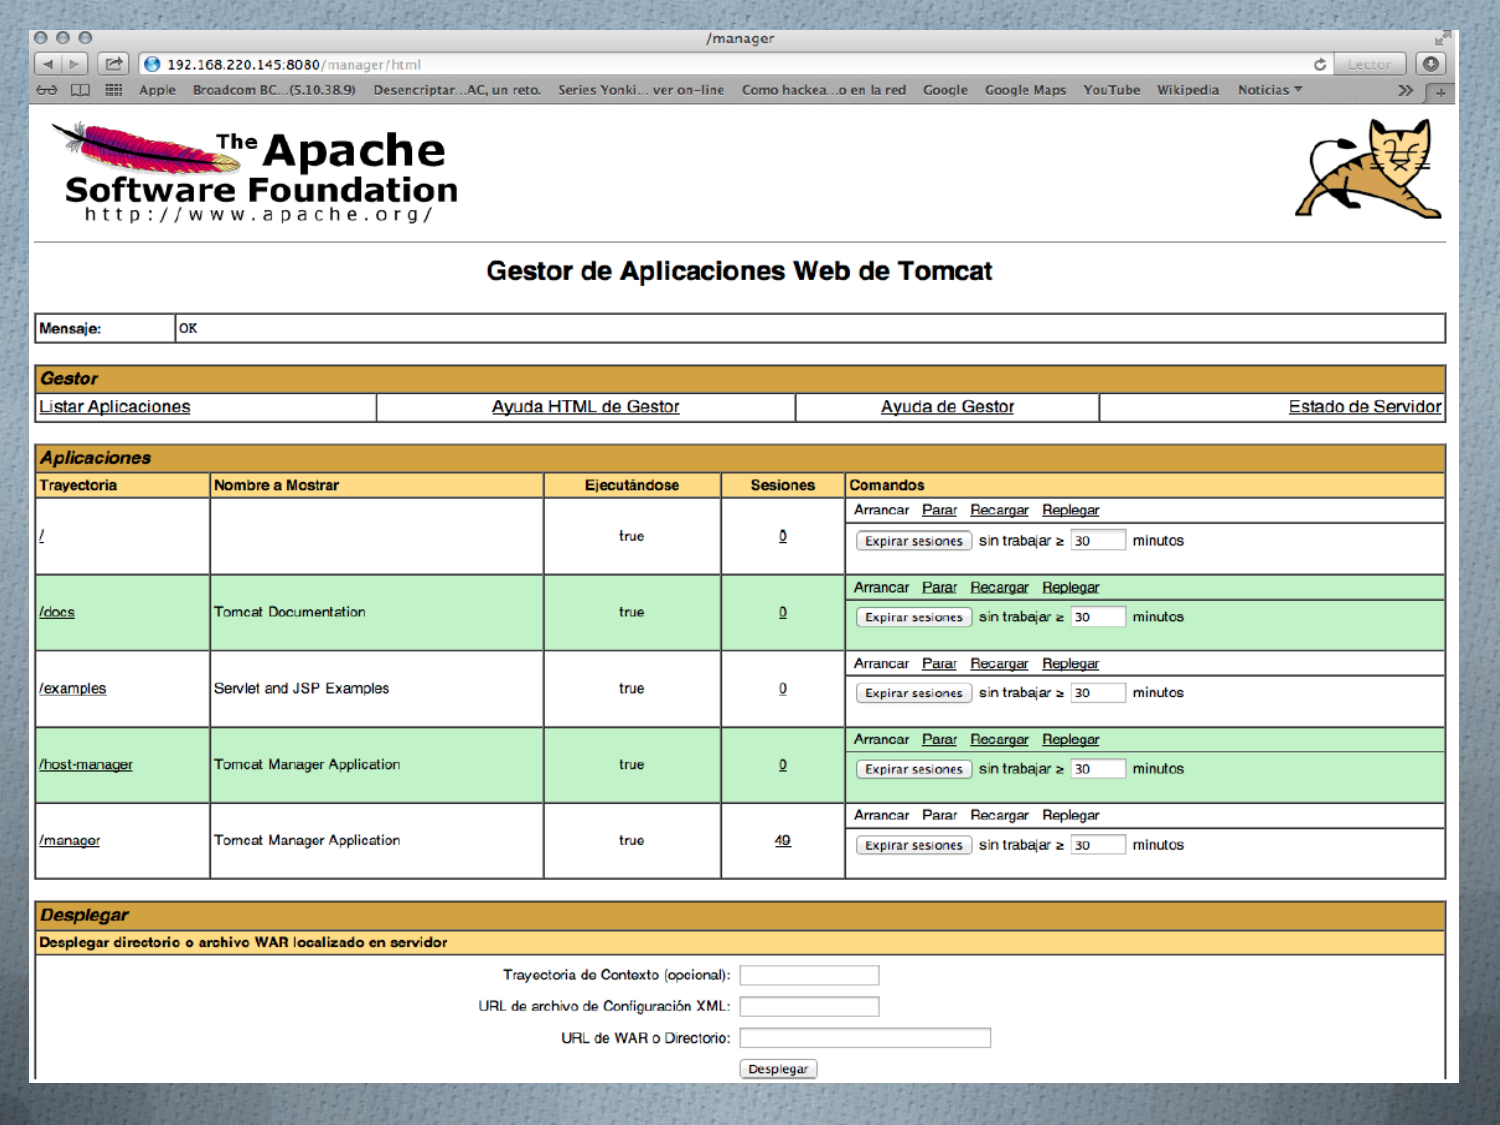 /manager
192.168.220.145:8080/manager/html
Lector
Apple Broadcom BC...(5.10.38.9) Desencriptar...AC, un reto. Series Yonki... ver on-line Como hackea...o en la red Google Google Maps YouTube Wikipedia Noticias
The Apache
Software Foundation
http://www.apache.org/
Gestor de Aplicaciones Web de Tomcat
Mensaje: OK
Gestor
Listar Aplicaciones Ayuda HTML de Gestor Ayuda de Gestor Estado de Servidor
Aplicaciones
Trayectoria Nombre a Mostrar Ejecutándose Sesiones Comandos
Arrancar Parar Recargar Replegar
/ true 0
Expirar sesiones sin trabajar ≥ 30 minutos
Arrancar Parar Recargar Replegar
/docs Tomcat Documentation true 0
Expirar sesiones sin trabajar ≥ 30 minutos
Arrancar Parar Recargar Replegar
/examples Servlet and JSP Examples true 0
Expirar sesiones sin trabajar ≥ 30 minutos
Arrancar Parar Recargar Replegar
/host-manager Tomcat Manager Application true 0
Expirar sesiones sin trabajar ≥ 30 minutos
Arrancar Parar Recargar Replegar
/manager Tomcat Manager Application true 49
Expirar sesiones sin trabajar ≥ 30 minutos
Desplegar
Desplegar directorio o archivo WAR localizado en servidor
Trayectoria de Contexto (opcional):
URL de archivo de Configuración XML:
URL de WAR o Directorio:
Desplegar